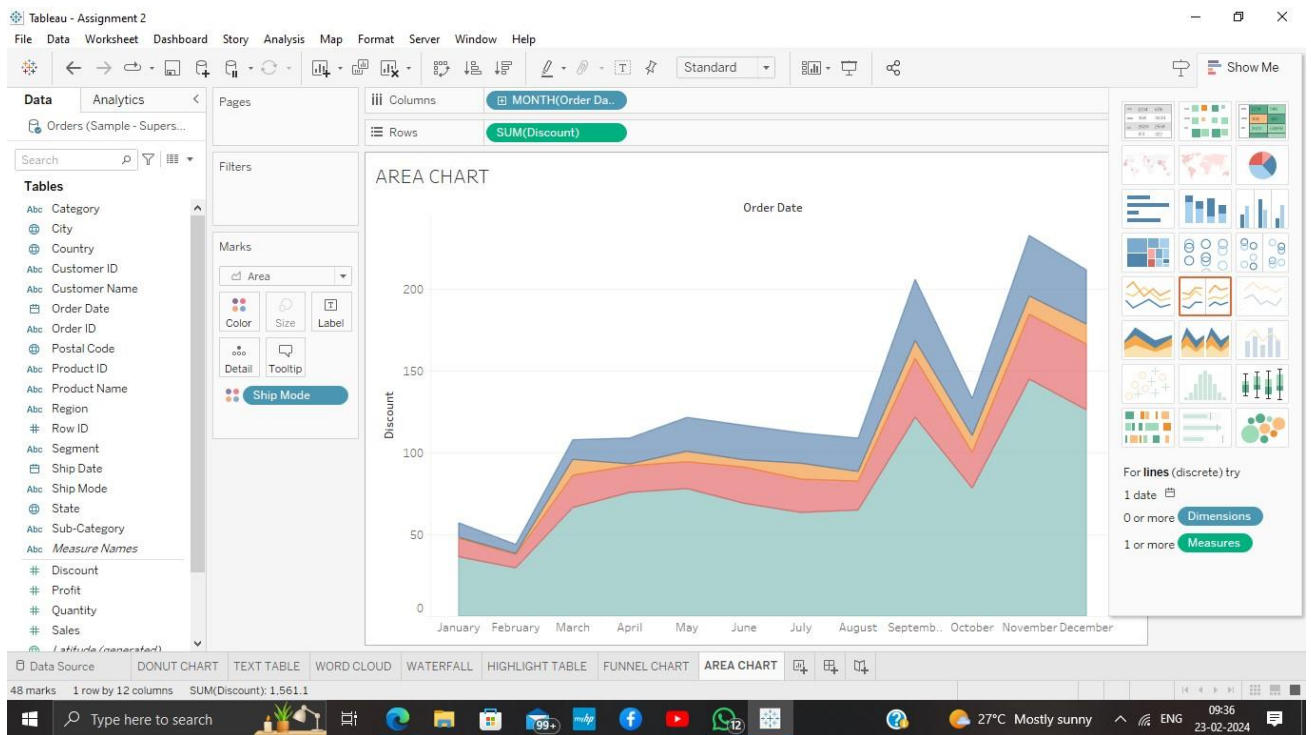 Tableau - Assignment 2
File Data Worksheet Dashboard Story Analysis Map Format Server Window Help
Standard
Show Me
Data Analytics
Orders (Sample - Supers...
Search
Tables
Abc Category
City
Country
Abc Customer ID
Abc Customer Name
Order Date
Abc Order ID
Postal Code
Abc Product ID
Abc Product Name
Abc Region
# Row ID
Abc Segment
Ship Date
Abc Ship Mode
State
Abc Sub-Category
Abc Measure Names
# Discount
# Profit
# Quantity
# Sales
Latitude (generated)
Pages
Filters
Marks
Area
Color Size Label
Detail Tooltip
Ship Mode
Columns MONTH(Order Da..
Rows SUM(Discount)
AREA CHART
Order Date
Discount
200
150
100
50
0
January February March April May June July August Septemb.. October November December
For lines (discrete) try
1 date
0 or more Dimensions
1 or more Measures
Data Source DONUT CHART TEXT TABLE WORD CLOUD WATERFALL HIGHLIGHT TABLE FUNNEL CHART AREA CHART
48 marks 1 row by 12 columns SUM(Discount): 1,561.1
Type here to search
99+
myhp
12
27°C Mostly sunny
ENG
09:36
23-02-2024